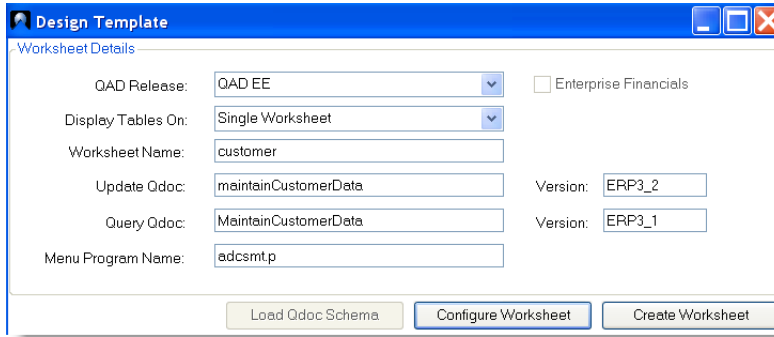 Design Template
Worksheet Details
QAD Release: QAD EE Enterprise Financials
Display Tables On: Single Worksheet
Worksheet Name: customer
Update Qdoc: maintainCustomerData Version: ERP3_2
Query Qdoc: MaintainCustomerData Version: ERP3_1
Menu Program Name: adcsmt.p
Load Qdoc Schema Configure Worksheet Create Worksheet